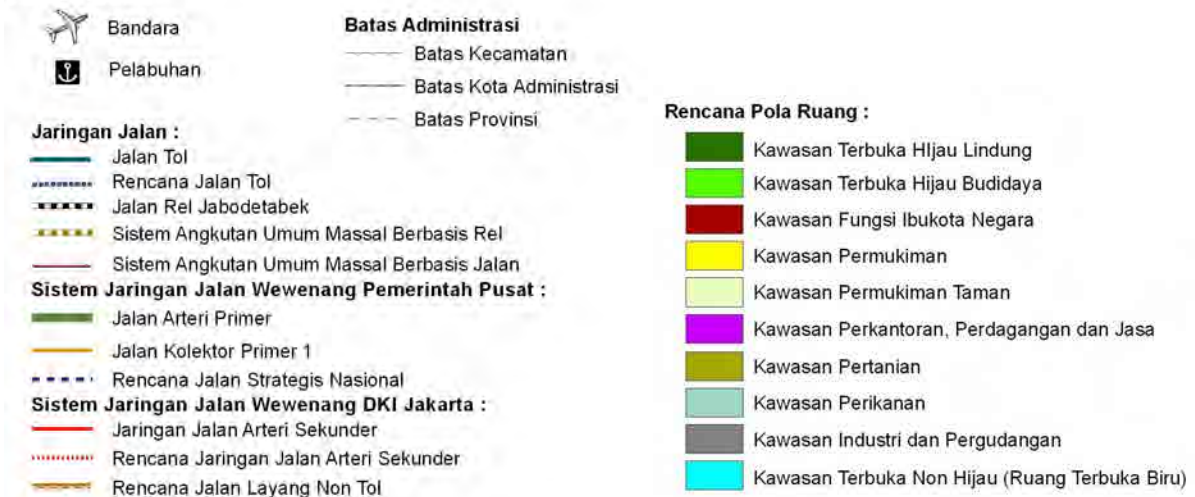 Bandara
Pelabuhan
Batas Administrasi
Batas Kecamatan
Batas Kota Administrasi
Batas Provinsi
Jaringan Jalan :
Jalan Tol
Rencana Jalan Tol
Jalan Rel Jabodetabek
Sistem Angkutan Umum Massal Berbasis Rel
Sistem Angkutan Umum Massal Berbasis Jalan
Sistem Jaringan Jalan Wewenang Pemerintah Pusat :
Jalan Arteri Primer
Jalan Kolektor Primer 1
Rencana Jalan Strategis Nasional
Sistem Jaringan Jalan Wewenang DKI Jakarta :
Jaringan Jalan Arteri Sekunder
Rencana Jaringan Jalan Arteri Sekunder
Rencana Jalan Layang Non Tol
Rencana Pola Ruang :
Kawasan Terbuka HIjau Lindung
Kawasan Terbuka Hijau Budidaya
Kawasan Fungsi Ibukota Negara
Kawasan Permukiman
Kawasan Permukiman Taman
Kawasan Perkantoran, Perdagangan dan Jasa
Kawasan Pertanian
Kawasan Perikanan
Kawasan Industri dan Pergudangan
Kawasan Terbuka Non Hijau (Ruang Terbuka Biru)